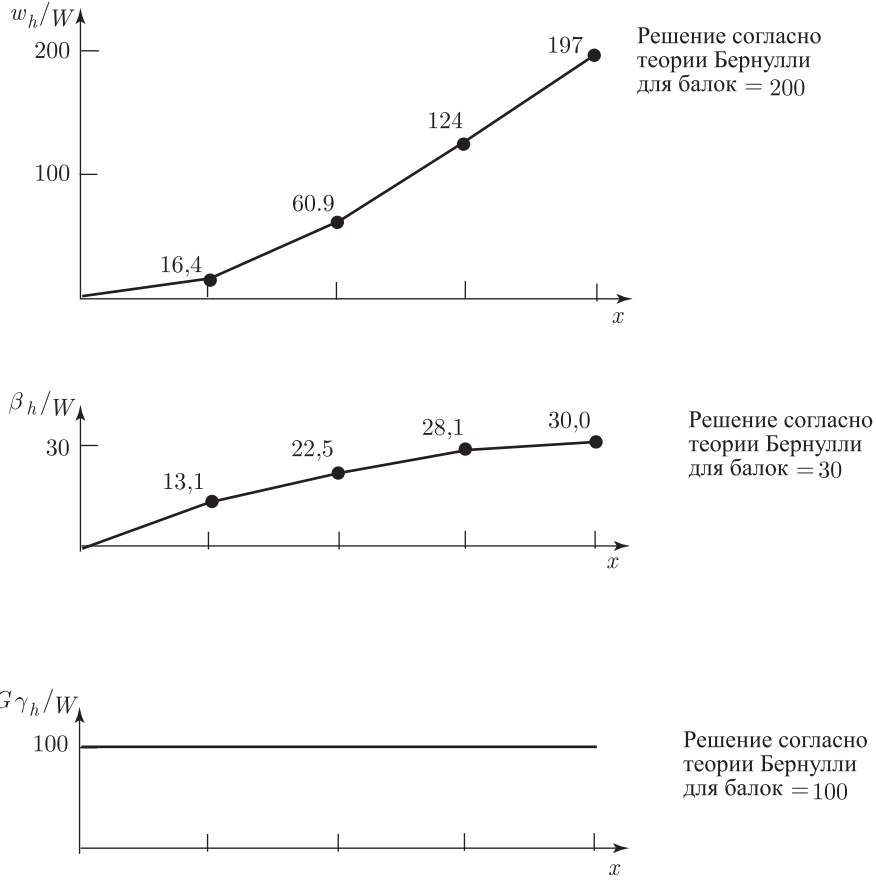 w_h/W
200
100
16,4
60.9
124
197
x
Решение согласно
теории Бернулли
для балок = 200
β_h/W
30
13,1
22,5
28,1
30,0
x
Решение согласно
теории Бернулли
для балок = 30
Gγ_h/W
100
x
Решение согласно
теории Бернулли
для балок = 100